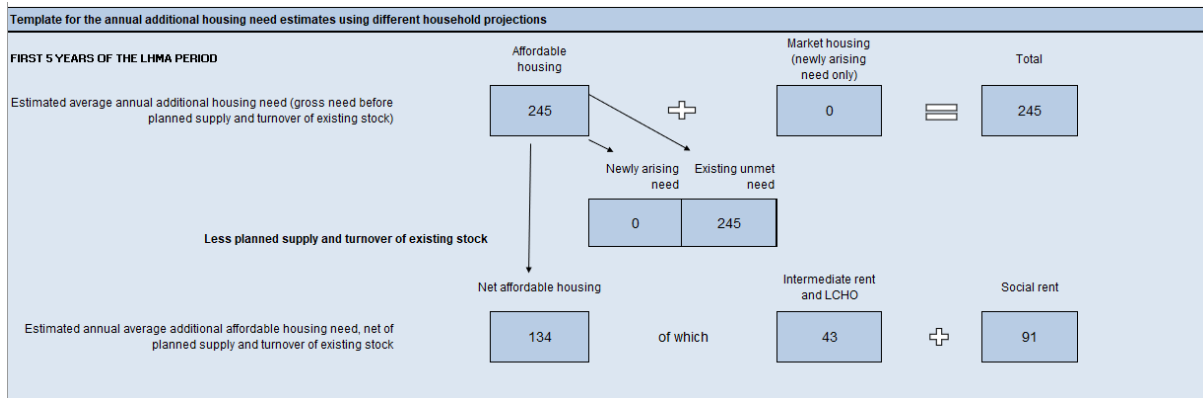 Template for the annual additional housing need estimates using different household projections
FIRST 5 YEARS OF THE LHMA PERIOD
Affordable
housing
Market housing
(newly arising
need only)
Total
Estimated average annual additional housing need (gross need before
planned supply and turnover of existing stock)
245
0
245
Newly arising
need
Existing unmet
need
0
245
Less planned supply and turnover of existing stock
Net affordable housing
Intermediate rent
and LCHO
Social rent
Estimated annual average additional affordable housing need, net of
planned supply and turnover of existing stock
134
of which
43
91